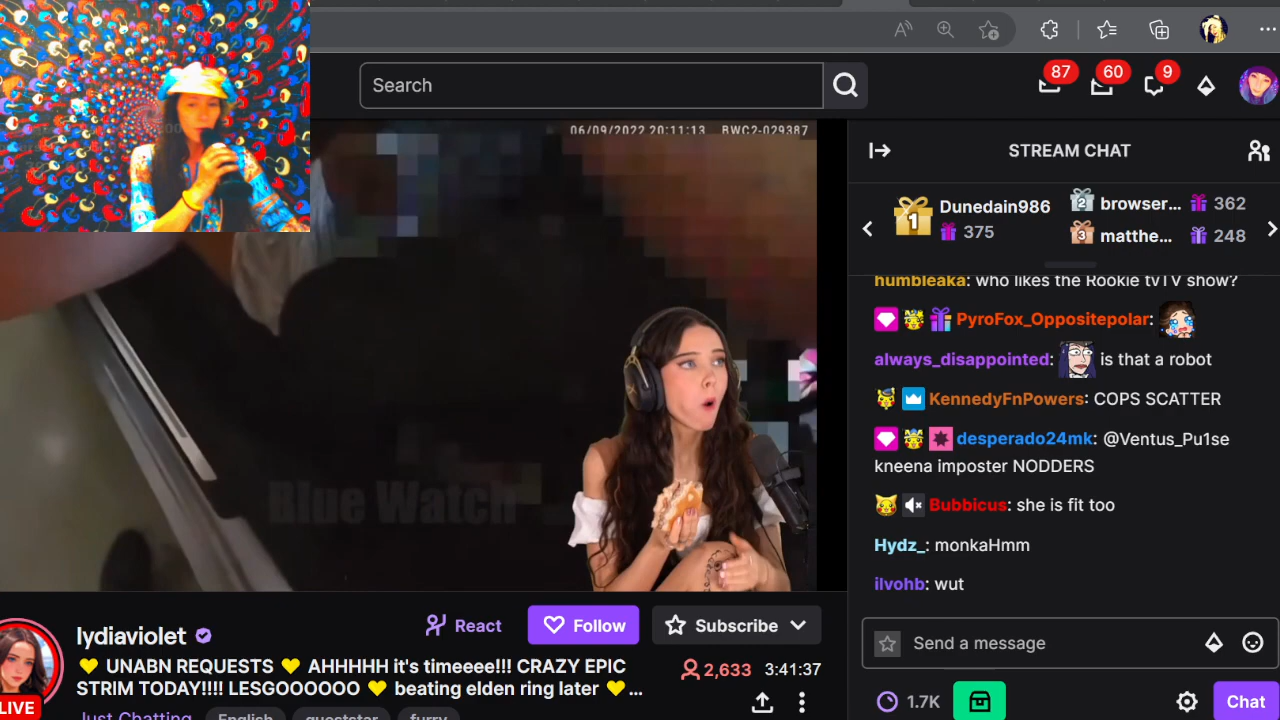 Search
87
60
9
06/09/2022 20:11:13 BWC2-029387
Blue Watch
STREAM CHAT
1
Dunedain986
375
2 browser... 362
3 matthe... 248
humbleaka: who likes the Rookie tvTV show?
PyroFox_Oppositepolar:
always_disappointed: is that a robot
KennedyFnPowers: COPS SCATTER
desperado24mk: @Ventus_Pu1se
kneena imposter NODDERS
Bubbicus: she is fit too
Hydz_: monkaHmm
ilvohb: wut
Send a message
1.7K
Chat
lydiaviolet
React
Follow
Subscribe
UNABN REQUESTS 💛 AHHHHH it's timeeee!!! CRAZY EPIC
STRIM TODAY!!!! LESGOOOOOO 💛 beating elden ring later 💛 ...
2,633 3:41:37
LIVE
Just Chatting
English
gueststar
furry